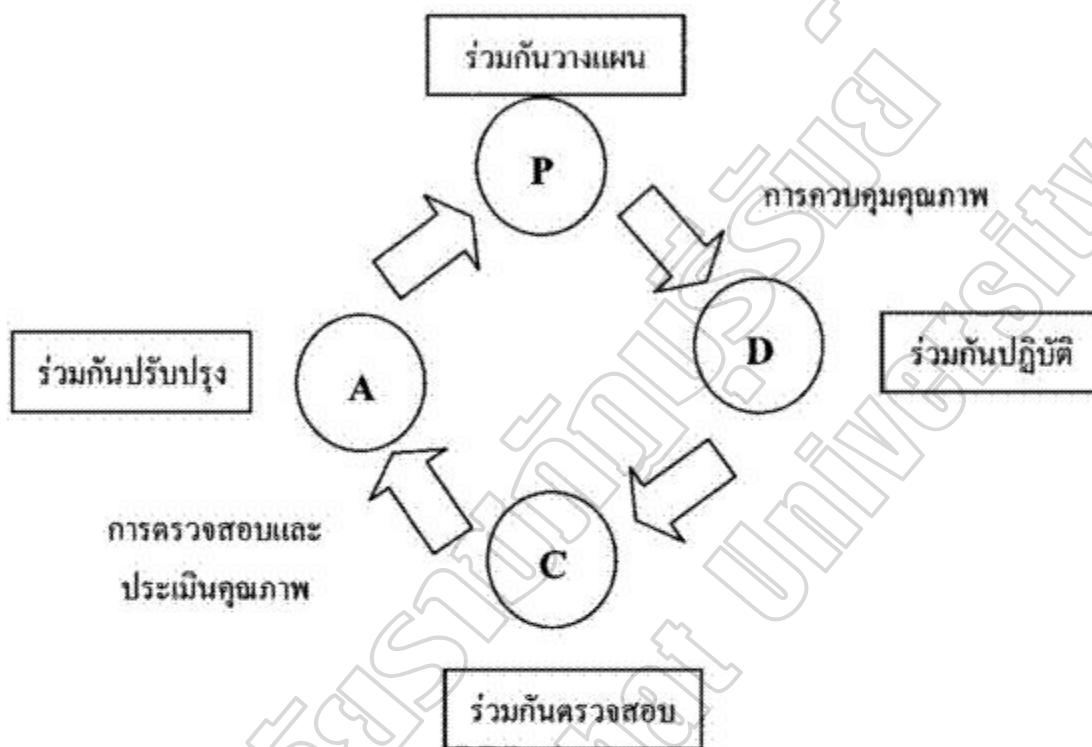 ร่วมกันวางแผน
P
การควบคุมคุณภาพ
D
ร่วมกันปฏิบัติ
ร่วมกันปรับปรุง
A
การตรวจสอบและ
ประเมินคุณภาพ
C
ร่วมกันตรวจสอบ
University